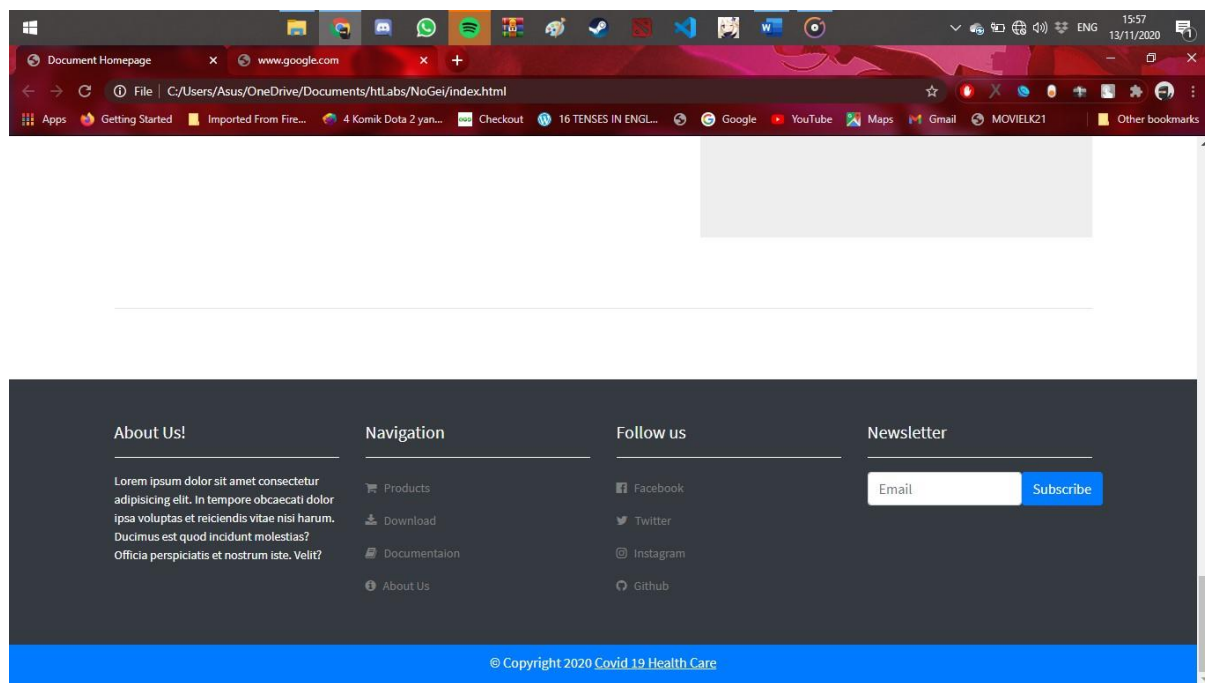 ENG
15:57
13/11/2020
Document Homepage
www.google.com
File | C:/Users/Asus/OneDrive/Documents/htLabs/NoGei/index.html
Apps Getting Started Imported From Fire... 4 Komik Dota 2 yan... Checkout 16 TENSES IN ENGL... Google YouTube Maps Gmail MOVIELK21 Other bookmarks
About Us! Navigation Follow us Newsletter
Lorem ipsum dolor sit amet consectetur
adipisicing elit. In tempore obcaecati dolor
ipsa voluptas et reiciendis vitae nisi harum.
Ducimus est quod incidunt molestias?
Officia perspiciatis et nostrum iste. Velit?
Products
Download
Documentaion
About Us
Facebook
Twitter
Instagram
Github
Email Subscribe
© Copyright 2020 Covid 19 Health Care